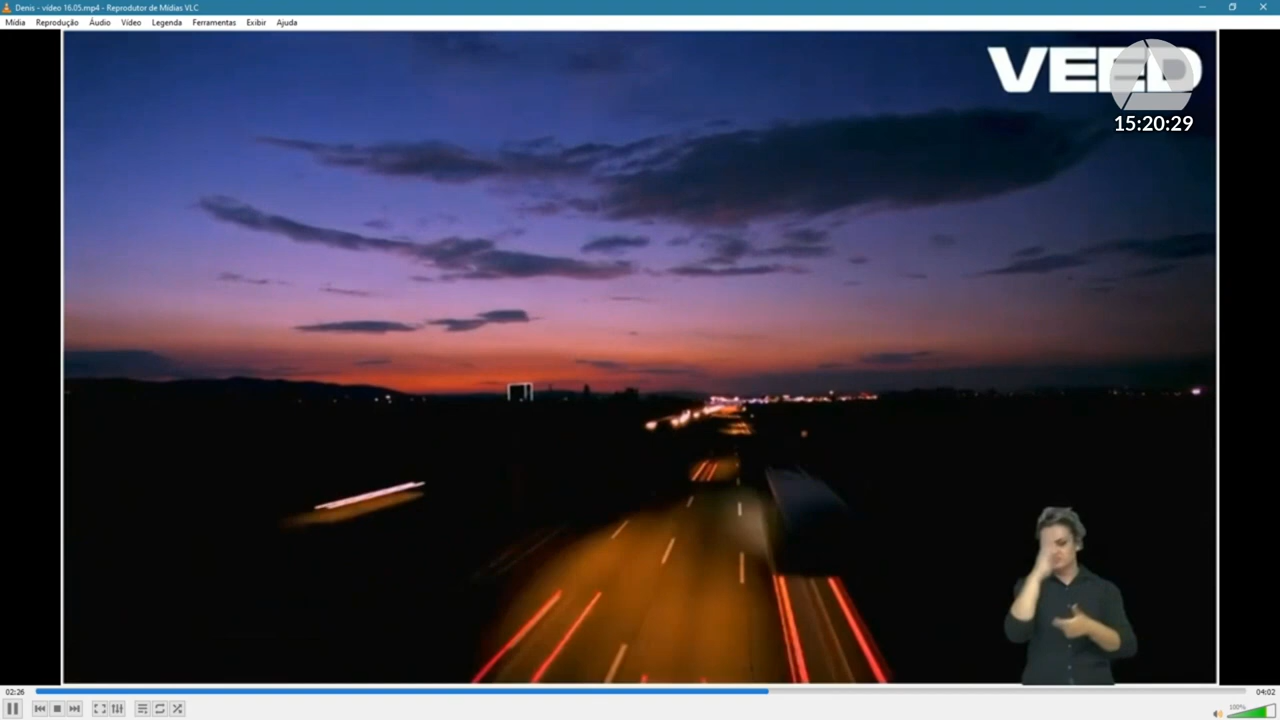 Denis - vídeo 16.05.mp4 - Reprodutor de Mídias VLC
Mídia Reprodução Áudio Vídeo Legenda Ferramentas Exibir Ajuda
VEED
15:20:29
02:26
04:02
100%